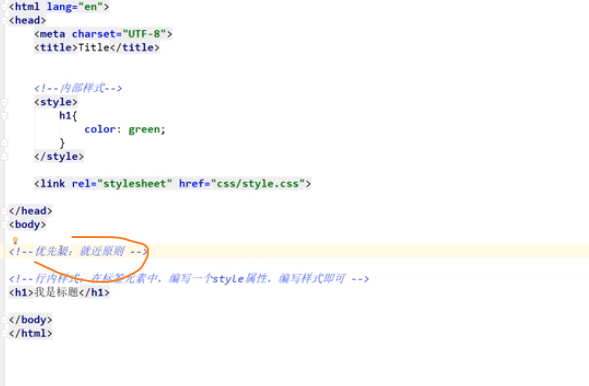 <html lang="en">
<head>
<meta charset="UTF-8">
<title>Title</title>
<!--内部样式-->
<style>
h1{
color: green;
}
</style>
<link rel="stylesheet" href="css/style.css">
</head>
<body>
<!--优先级：就近原则 -->
<!--行内样式：在标签元素中，编写一个style属性，编写样式即可 -->
<h1>我是标题</h1>
</body>
</html>